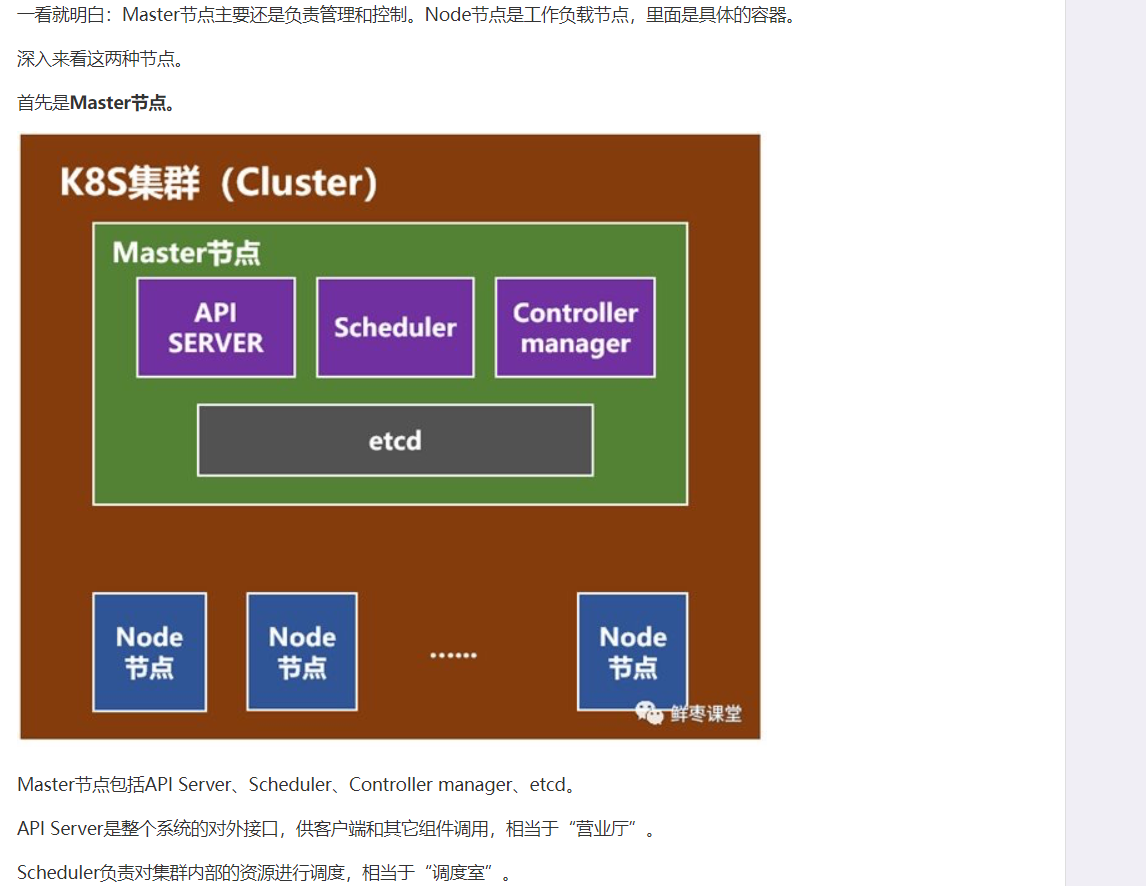 一看就明白：Master节点主要还是负责管理和控制。Node节点是工作负载节点，里面是具体的容器。
深入来看这两种节点。
首先是Master节点。
K8S集群（Cluster）
Master节点
API
SERVER
Scheduler
Controller
manager
etcd
Node
节点
Node
节点
......
Node
节点
鲜枣课堂
Master节点包括API Server、Scheduler、Controller manager、etcd。
API Server是整个系统的对外接口，供客户端和其它组件调用，相当于“营业厅”。
Scheduler负责对集群内部的资源进行调度，相当于“调度室”。